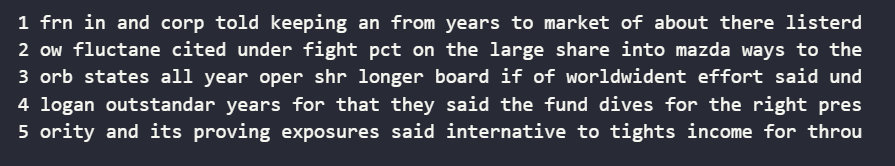 1 frn in and corp told keeping an from years to market of about there listerd
2 ow fluctane cited under fight pct on the large share into mazda ways to the
3 orb states all year oper shr longer board if of worldwident effort said und
4 logan outstandar years for that they said the fund dives for the right pres
5 ority and its proving exposures said internative to tights income for throu